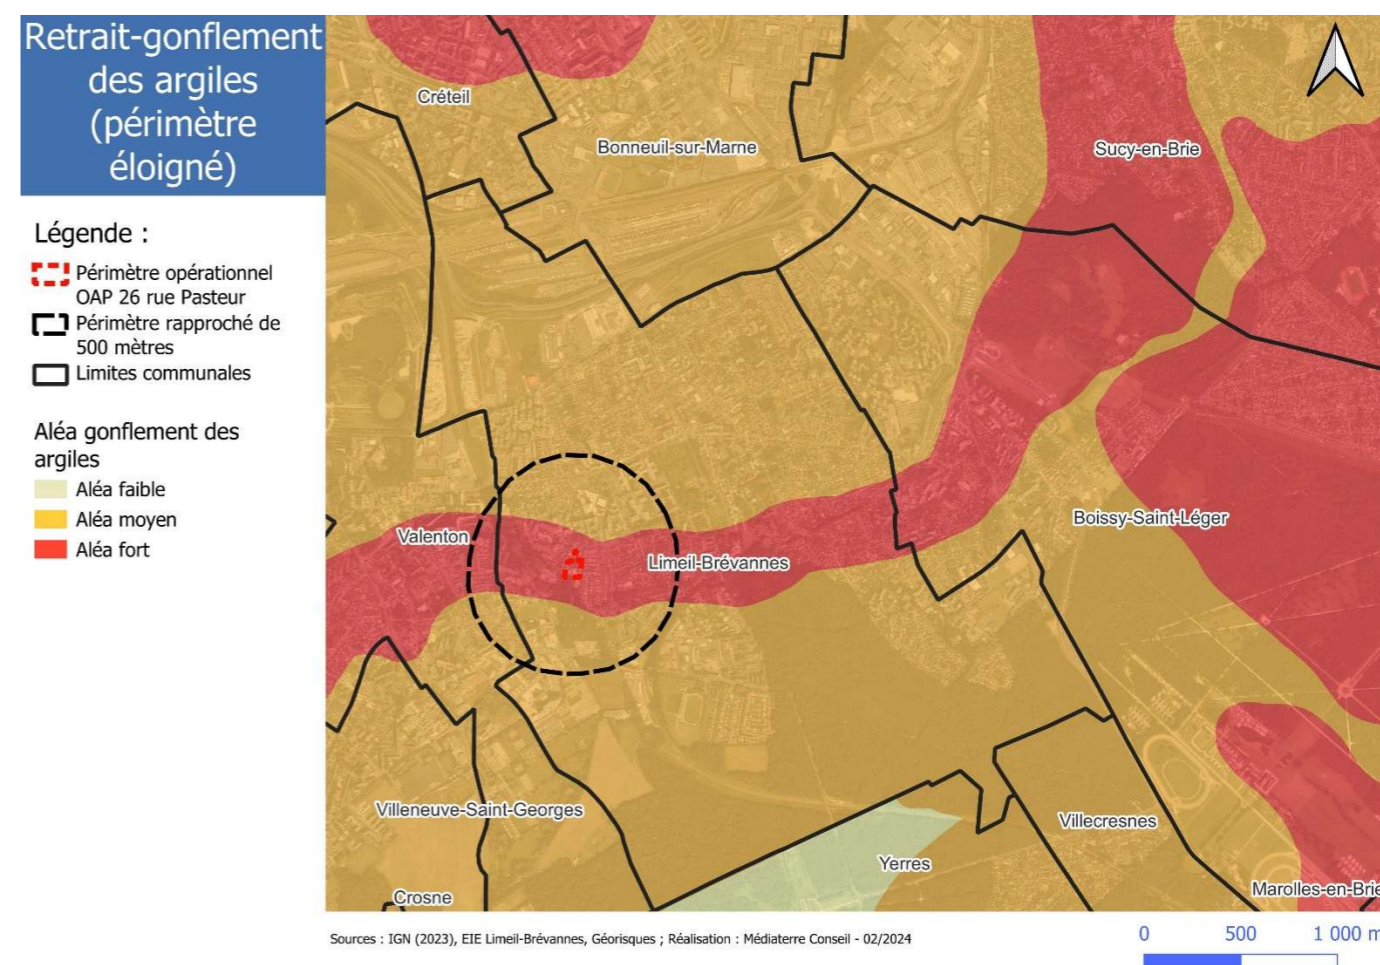 Retrait-gonflement
des argiles
(périmètre
éloigné)
Légende :
Périmètre opérationnel
OAP 26 rue Pasteur
Périmètre rapproché de
500 mètres
Limites communales
Aléa gonflement des
argiles
Aléa faible
Aléa moyen
Aléa fort
Créteil
Bonneuil-sur-Marne
Sucy-en-Brie
Valenton
Limeil-Brévannes
Boissy-Saint-Léger
Villeneuve-Saint-Georges
Villecresnes
Yerres
Crosne
Marolles-en-Brie
Sources : IGN (2023), EIE Limeil-Brévannes, Géorisques ; Réalisation : Médiaterre Conseil - 02/2024
0 500 1 000 m